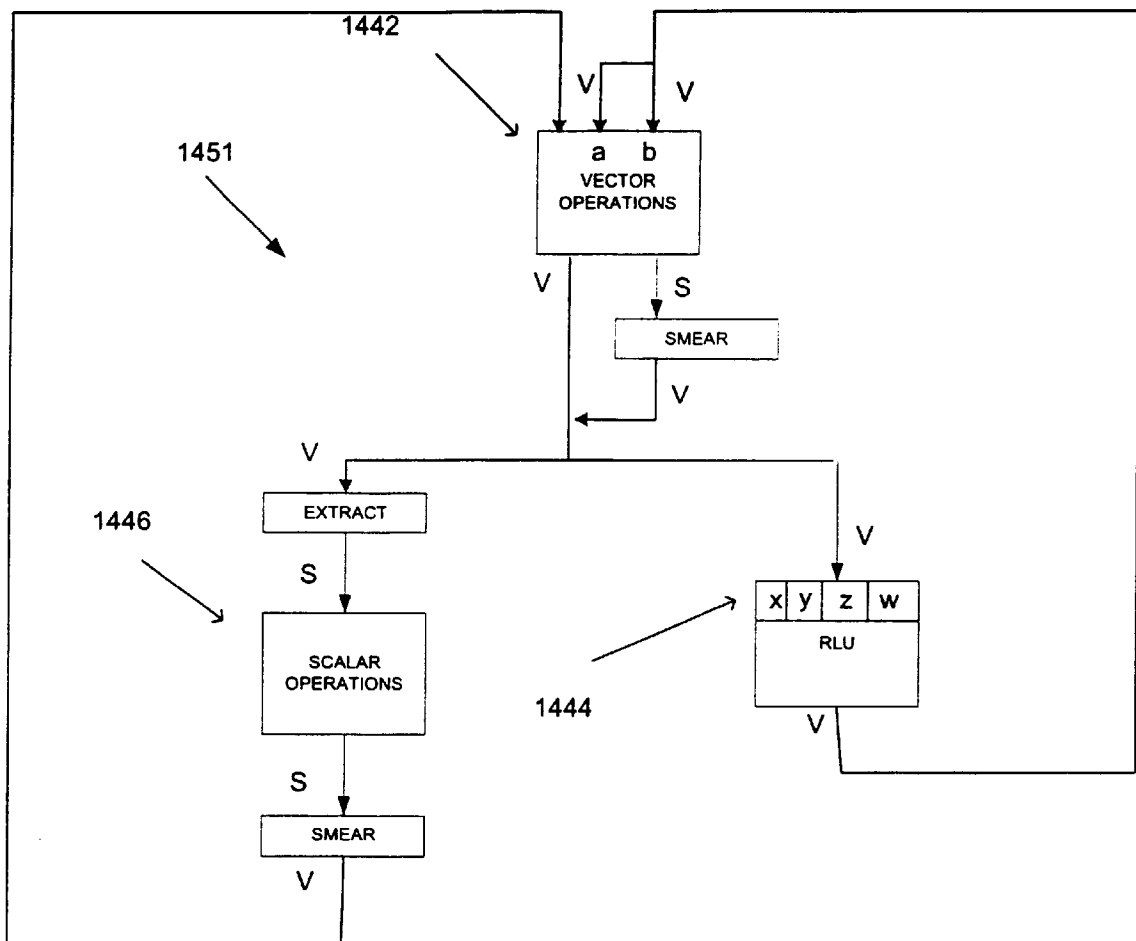 1442
V
V
1451
a b
VECTOR
OPERATIONS
V
S
SMEAR
V
V
EXTRACT
1446
V
S
x y z w
RLU
SCALAR
OPERATIONS
1444
V
S
SMEAR
V